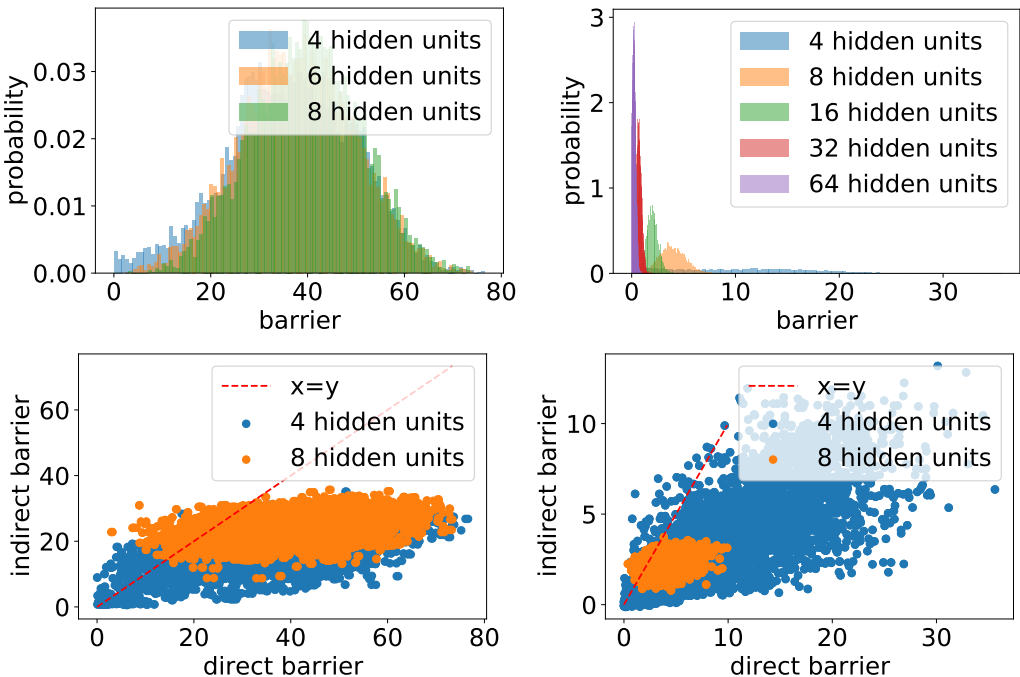 4 hidden units
6 hidden units
8 hidden units
0.03
0.02
0.01
0.00
probability
0
20
40
60
80
barrier
4 hidden units
8 hidden units
16 hidden units
32 hidden units
64 hidden units
3
2
1
0
probability
0
10
20
30
barrier
x=y
4 hidden units
8 hidden units
60
40
20
0
indirect barrier
0
20
40
60
80
direct barrier
x=y
4 hidden units
8 hidden units
10
5
0
indirect barrier
0
10
20
30
direct barrier